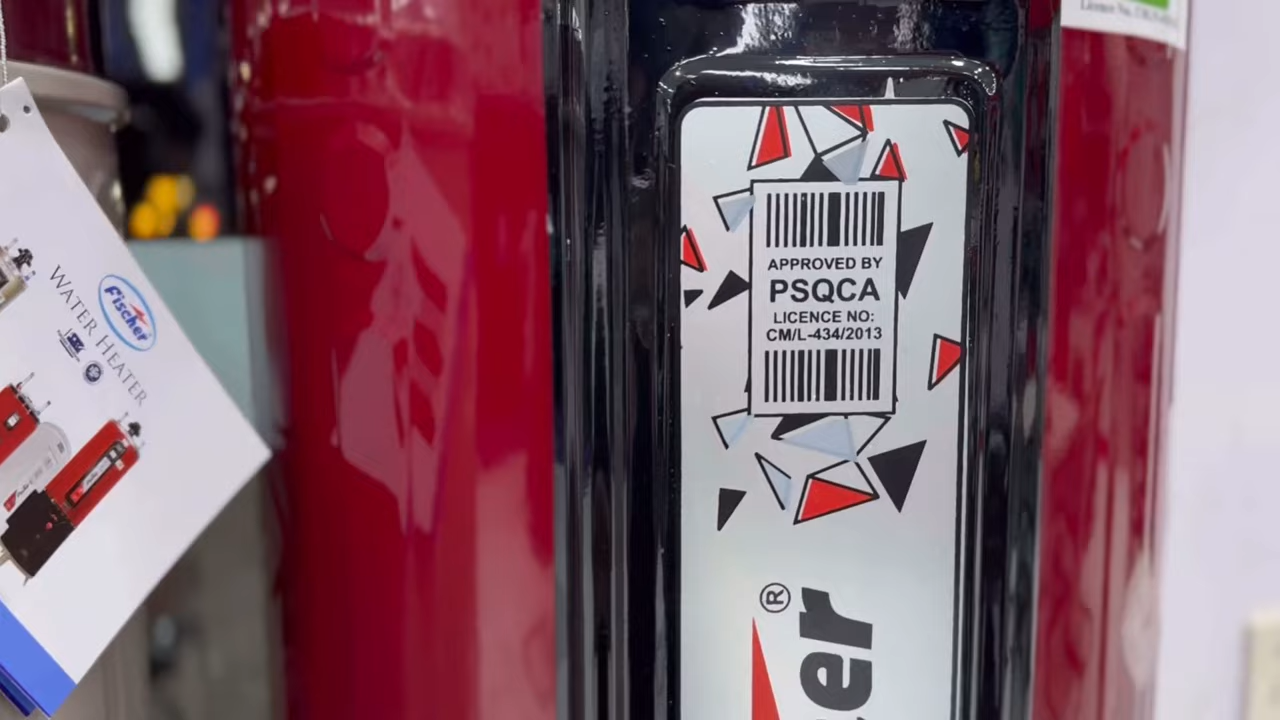 Fischer
WATER HEATER
APPROVED BY
PSQCA
LICENCE NO:
CM/L-434/2013
®
er